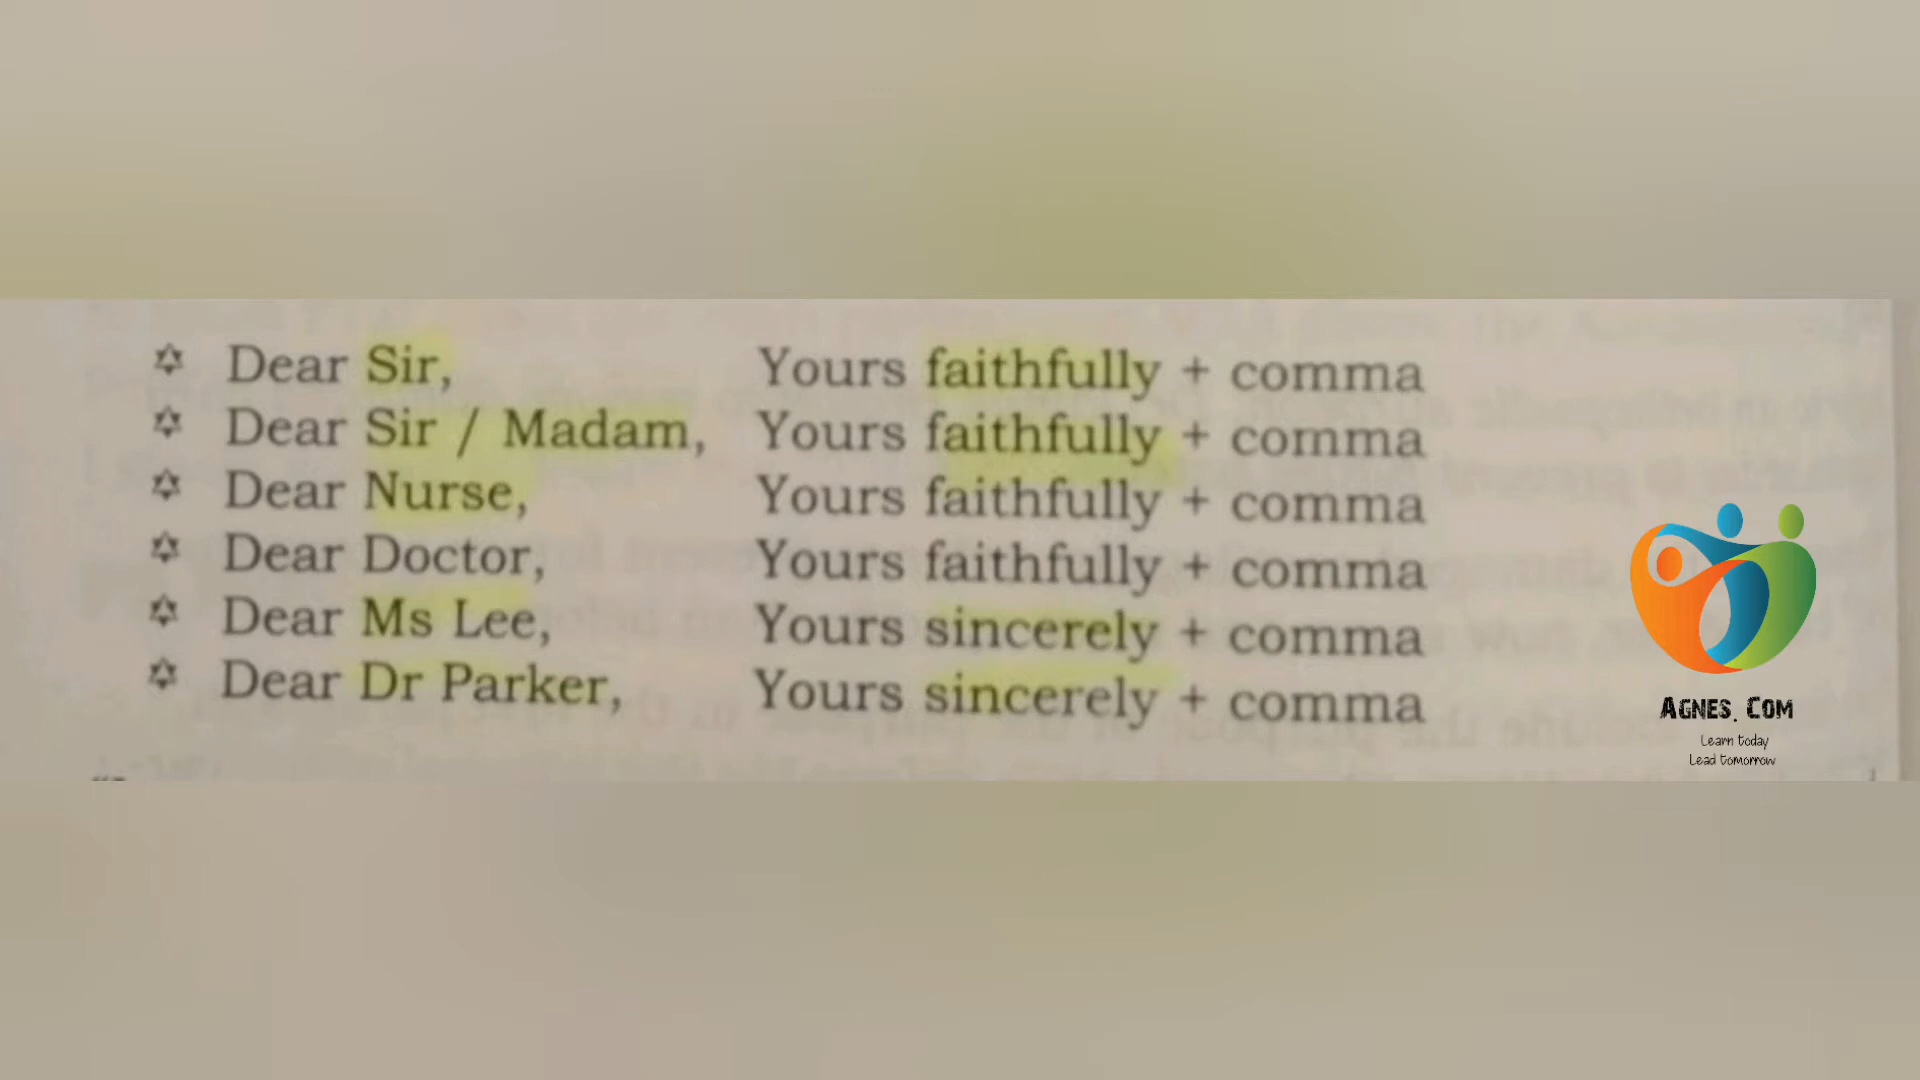 ✡ Dear Sir, Yours faithfully + comma
✡ Dear Sir / Madam, Yours faithfully + comma
✡ Dear Nurse, Yours faithfully + comma
✡ Dear Doctor, Yours faithfully + comma
✡ Dear Ms Lee, Yours sincerely + comma
✡ Dear Dr Parker, Yours sincerely + comma
AGNES. COM
Learn today
Lead tomorrow